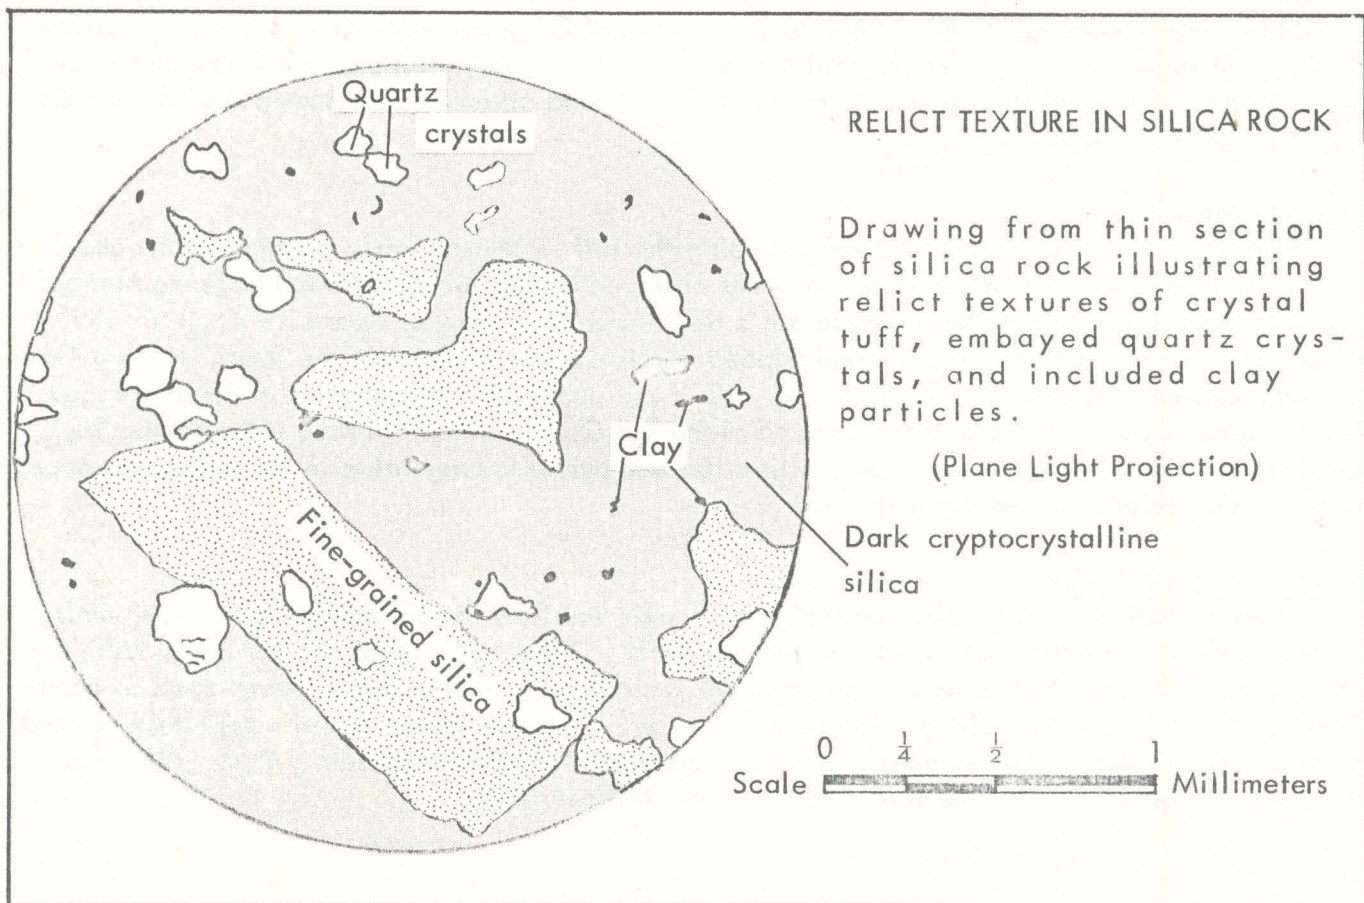 Quartz
crystals
RELICT TEXTURE IN SILICA ROCK
Drawing from thin section
of silica rock illustrating
relict textures of crystal
tuff, embayed quartz crys-
tals, and included clay
particles.
(Plane Light Projection)
Clay
Dark cryptocrystalline
silica
Fine-grained silica
0 1/4 1/2 1
Scale Millimeters